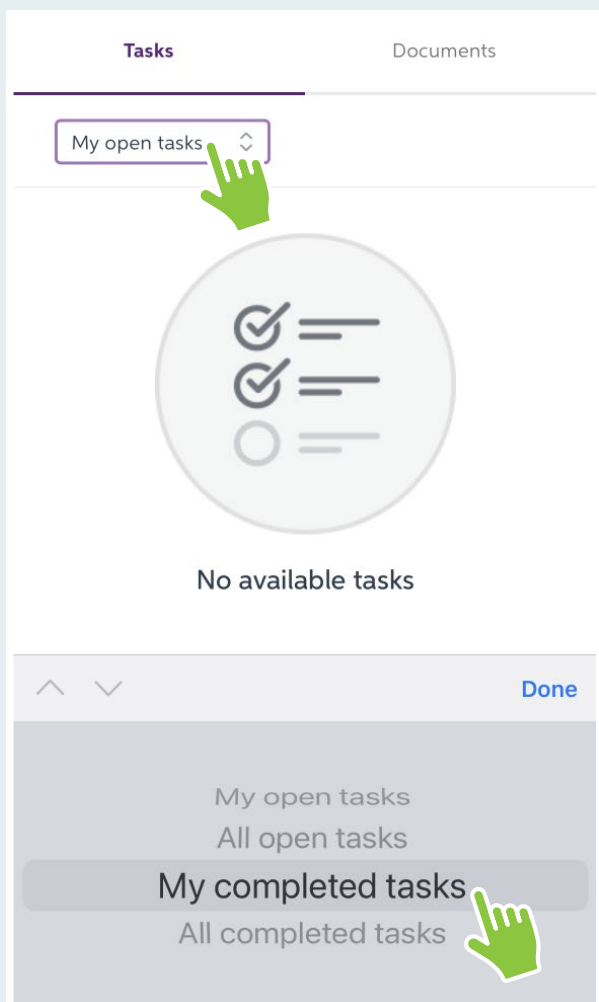 Tasks
Documents
My open tasks
No available tasks
Done
My open tasks
All open tasks
My completed tasks
All completed tasks